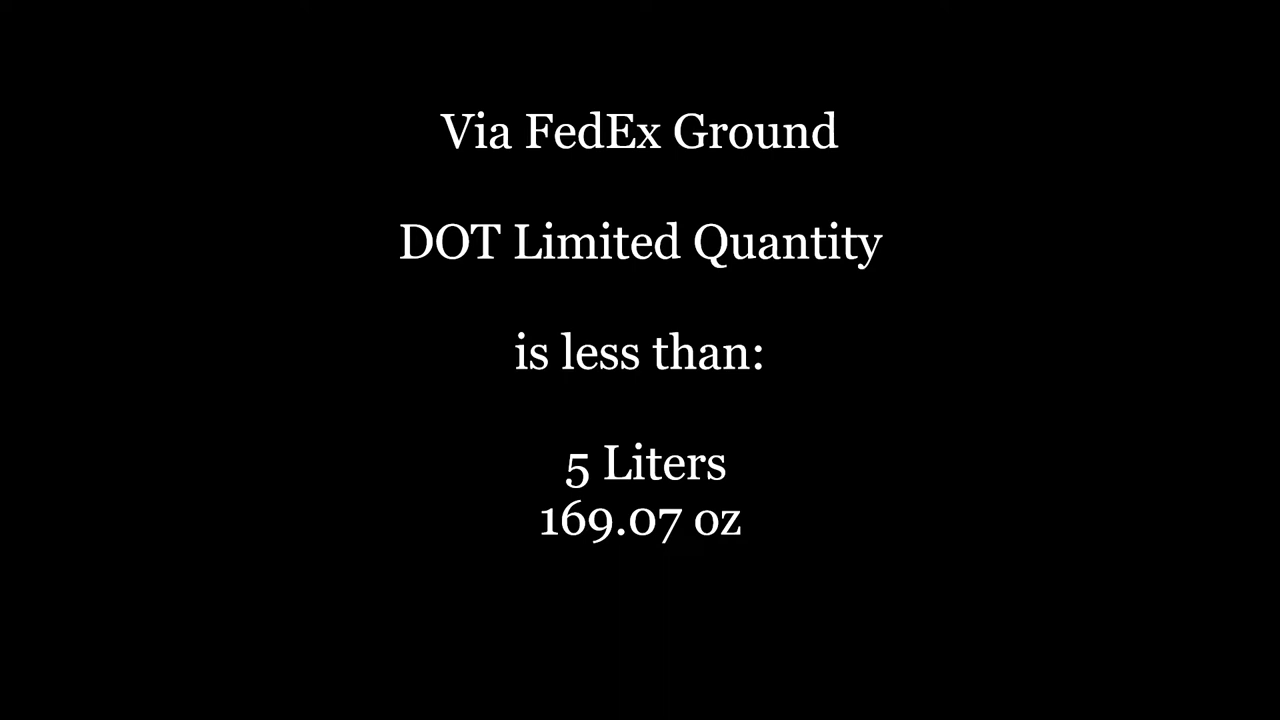 Via FedEx Ground
DOT Limited Quantity
is less than:
5 Liters
169.07 oz